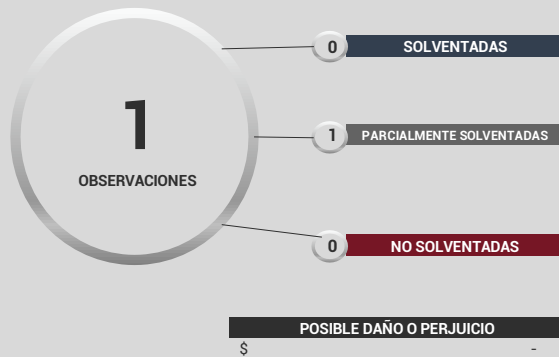 1
OBSERVACIONES
0 SOLVENTADAS
1 PARCIALMENTE SOLVENTADAS
0 NO SOLVENTADAS
POSIBLE DAÑO O PERJUICIO
$ -